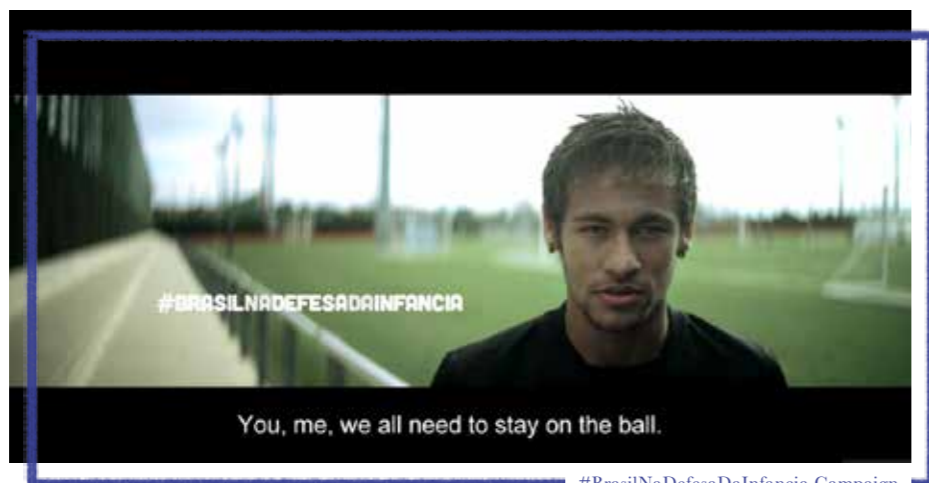 #BRASILNADEFESADAINFANCIA
You, me, we all need to stay on the ball.
#BrasilNaDefesaDaInfancia Campaign